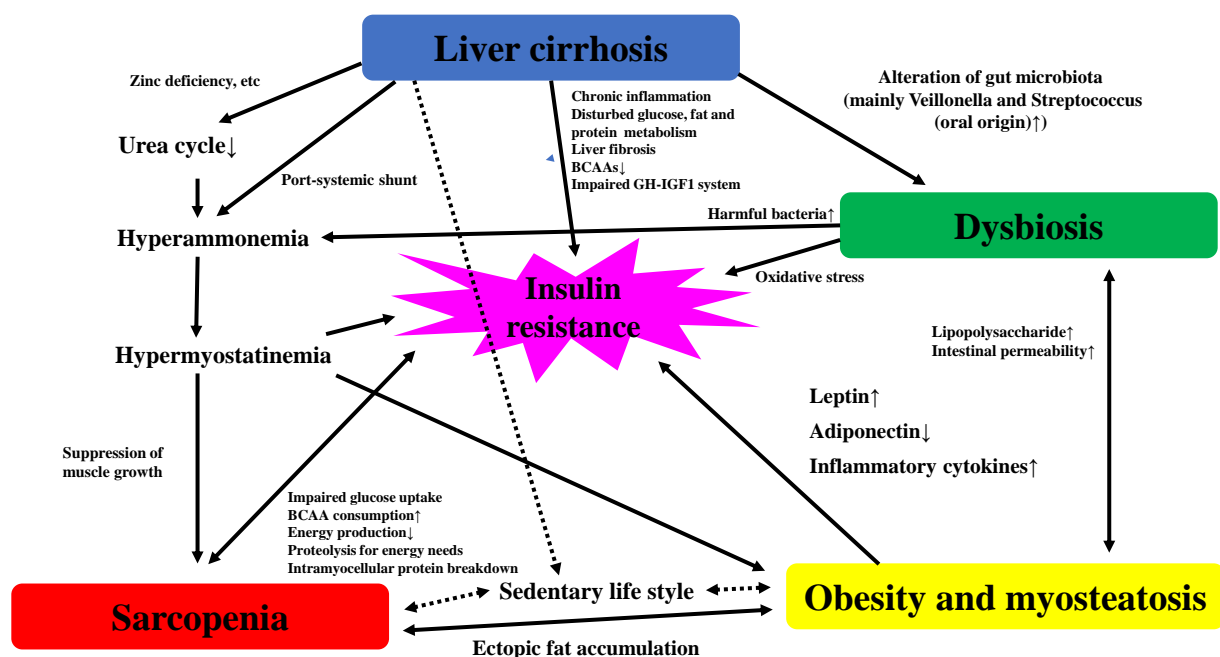 Liver cirrhosis
Zinc deficiency, etc
Chronic inflammation
Disturbed glucose, fat and
protein metabolism
Liver fibrosis
BCAAs↓
Impaired GH-IGF1 system
Alteration of gut microbiota
(mainly Veillonella and Streptococcus
(oral origin)↑)
Urea cycle↓
Port-systemic shunt
Harmful bacteria↑
Dysbiosis
Hyperammonemia
Oxidative stress
Insulin
resistance
Hypermyostatinemia
Lipopolysaccharide↑
Intestinal permeability↑
Leptin↑
Adiponectin↓
Inflammatory cytokines↑
Suppression of
muscle growth
Impaired glucose uptake
BCAA consumption↑
Energy production↓
Proteolysis for energy needs
Intramyocellular protein breakdown
Sarcopenia
Sedentary life style
Obesity and myosteatosis
Ectopic fat accumulation